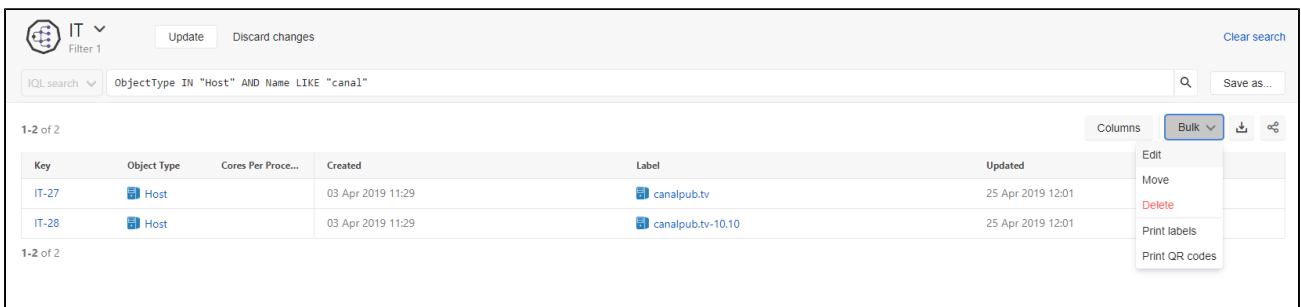 IT
Filter 1
Update
Discard changes
Clear search
IQL search
ObjectType IN "Host" AND Name LIKE "canal"
Save as...
1-2 of 2
Columns
Bulk
Key Object Type Cores Per Proce... Created Label Updated
IT-27 Host 03 Apr 2019 11:29 canalpub.tv 25 Apr 2019 12:01
IT-28 Host 03 Apr 2019 11:29 canalpub.tv-10.10 25 Apr 2019 12:01
1-2 of 2
Edit
Move
Delete
Print labels
Print QR codes